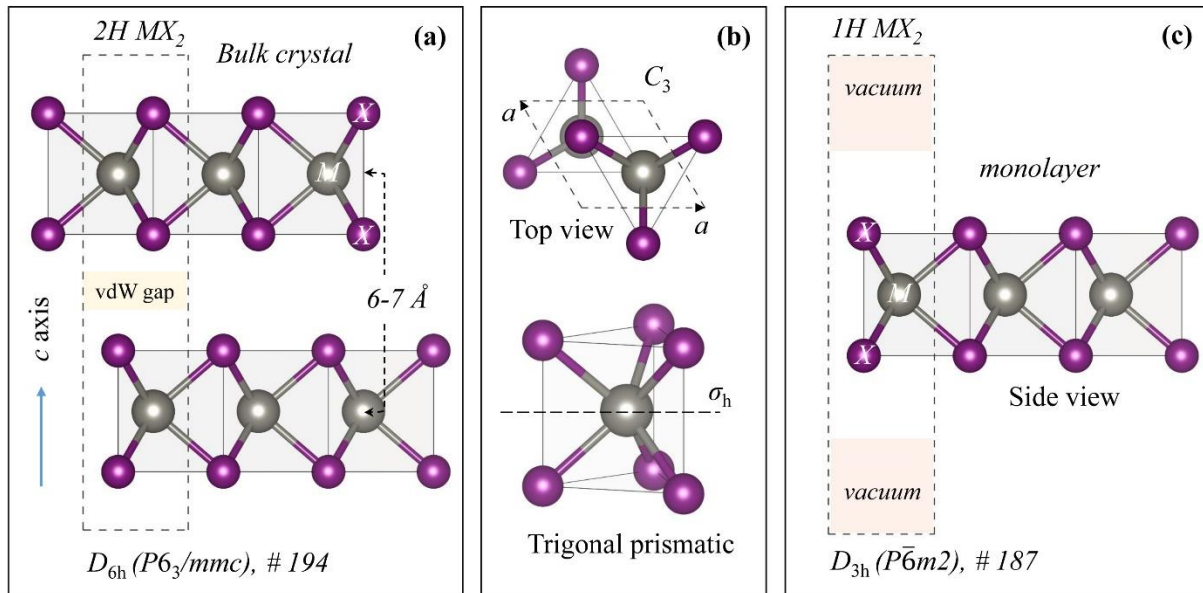 2H MX₂
Bulk crystal
(a)
X
M
X
6-7 Å
vdW gap
c axis
D₆ₕ (P6₃/mmc), # 194
(b)
C₃
a
a
Top view
σₕ
Trigonal prismatic
1H MX₂
(c)
vacuum
monolayer
X
M
X
Side view
vacuum
D₃ₕ (P6̅m2), # 187